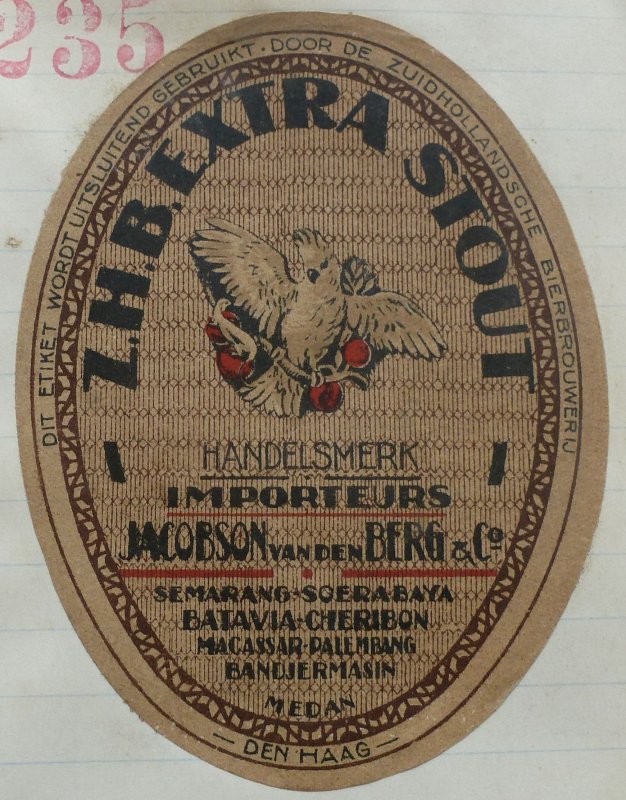 235
DIT ETIKET WORDT UITSLUITEND GEBRUIKT · DOOR DE ZUIDHOLLANDSCHE BIERBROUWERIJ
Z.H.B. EXTRA STOUT
HANDELSMERK
IMPORTEURS
JACOBSON VAN DEN BERG & Co
SEMARANG-SOERABAYA
BATAVIA-CHERIBON
MACASSAR-PALEMBANG
BANDJERMASIN
MEDAN
— DEN HAAG —